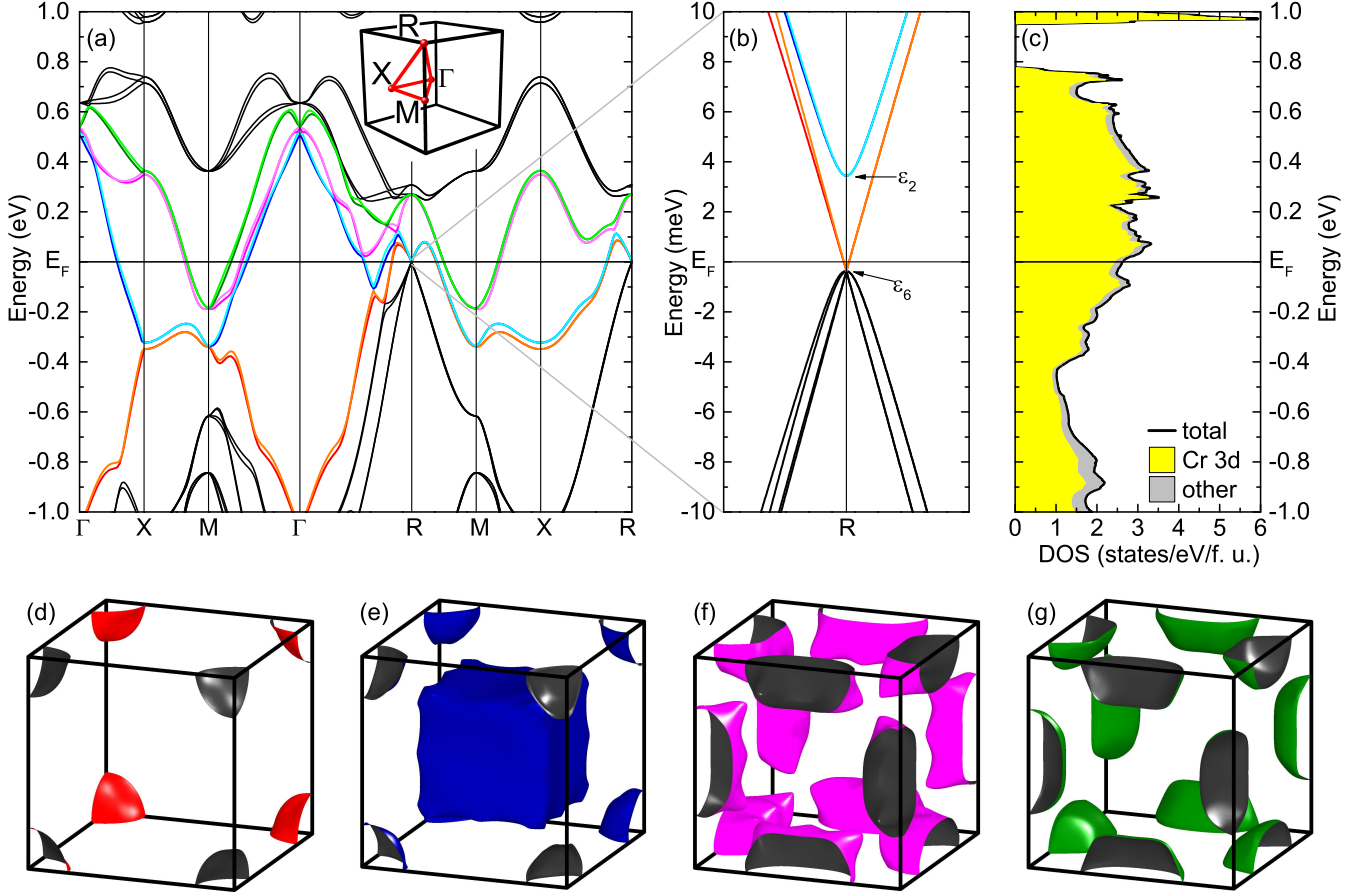 (a)
Energy (eV)
1.0
0.8
0.6
0.4
0.2
E_F
-0.2
-0.4
-0.6
-0.8
-1.0
Γ X M Γ R M X R
R
X Γ
M
(b)
Energy (meV)
10
8
6
4
2
E_F
-2
-4
-6
-8
-10
R
ε₂
ε₆
(c)
1.0
0.8
0.6
0.4
0.2
E_F
-0.2
-0.4
-0.6
-0.8
-1.0
Energy (eV)
total
Cr 3d
other
0 1 2 3 4 5 6
DOS (states/eV/f. u.)
(d) (e) (f) (g)